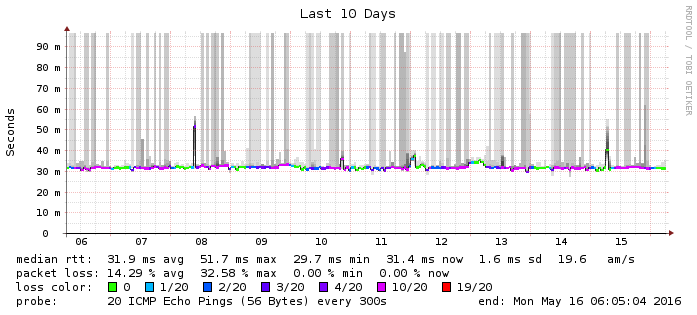 Last 10 Days
RRDTOOL / TOBI OETIKER
Seconds
90 m
80 m
70 m
60 m
50 m
40 m
30 m
20 m
10 m
0
06 07 08 09 10 11 12 13 14 15
median rtt: 31.9 ms avg 51.7 ms max 29.7 ms min 31.4 ms now 1.6 ms sd 19.6 am/s
packet loss: 14.29 % avg 32.58 % max 0.00 % min 0.00 % now
loss color: 0 1/20 2/20 3/20 4/20 10/20 19/20
probe: 20 ICMP Echo Pings (56 Bytes) every 300s end: Mon May 16 06:05:04 2016